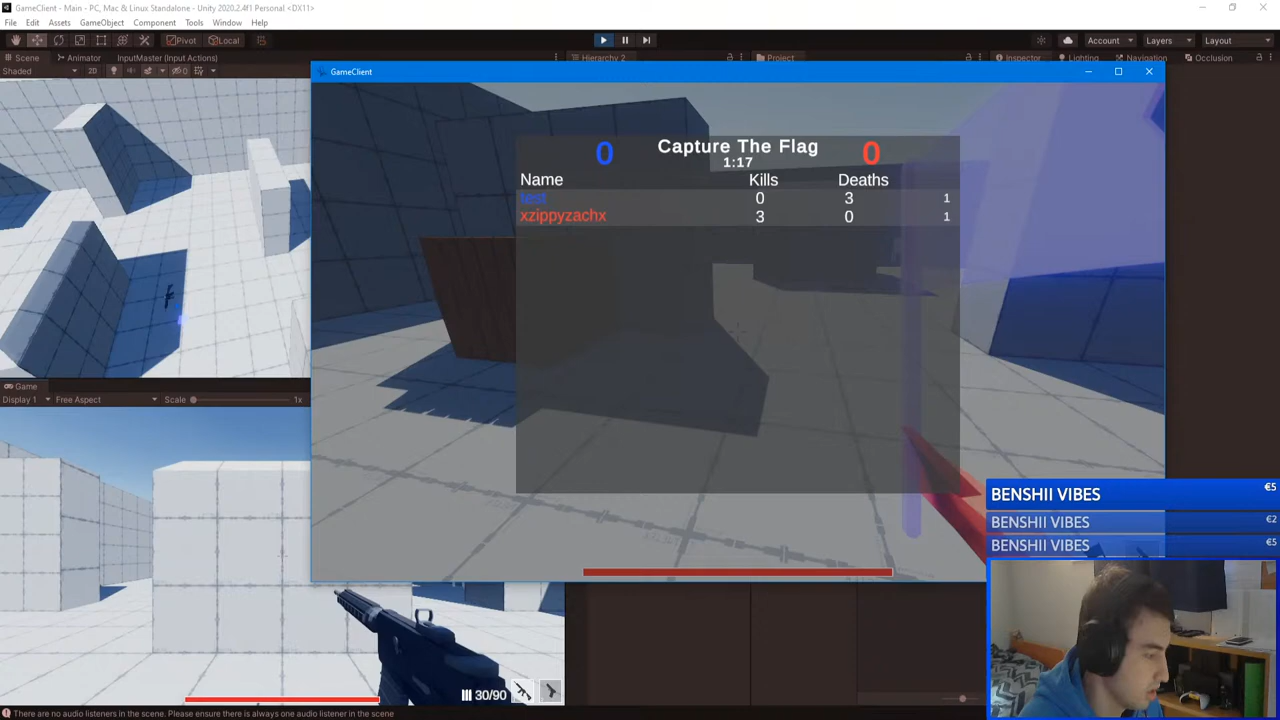 GameClient - Main - PC, Mac & Linux Standalone - Unity 2020.2.4f1 Personal <DX11>
File Edit Assets GameObject Component Tools Window Help
Pivot Local Account Layers Layout
Scene Animator InputMaster (Input Actions) Hierarchy 2 Project Inspector Lighting Navigation Occlusion
Shaded 2D 0
GameClient
0 Capture The Flag 0
1:17
Name Kills Deaths
test 0 3 1
xzippyzachx 3 0 1
Game
Display 1 Free Aspect Scale 1x
BENSHII VIBES €5
BENSHII VIBES €2
BENSHII VIBES €5
30/90
There are no audio listeners in the scene. Please ensure there is always one audio listener in the scene